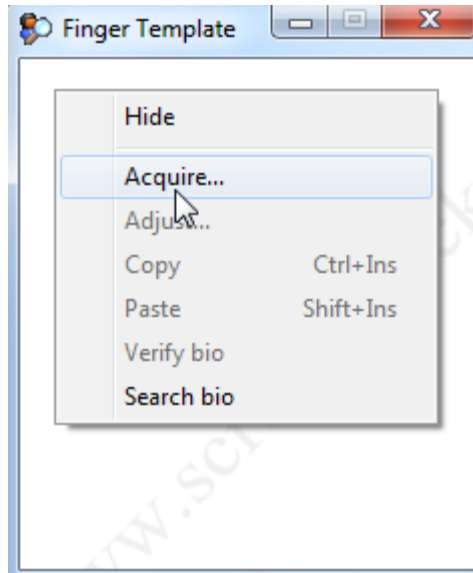 Finger Template
Hide
Acquire...
Copy Ctrl+Ins
Paste Shift+Ins
Verify bio
Search bio